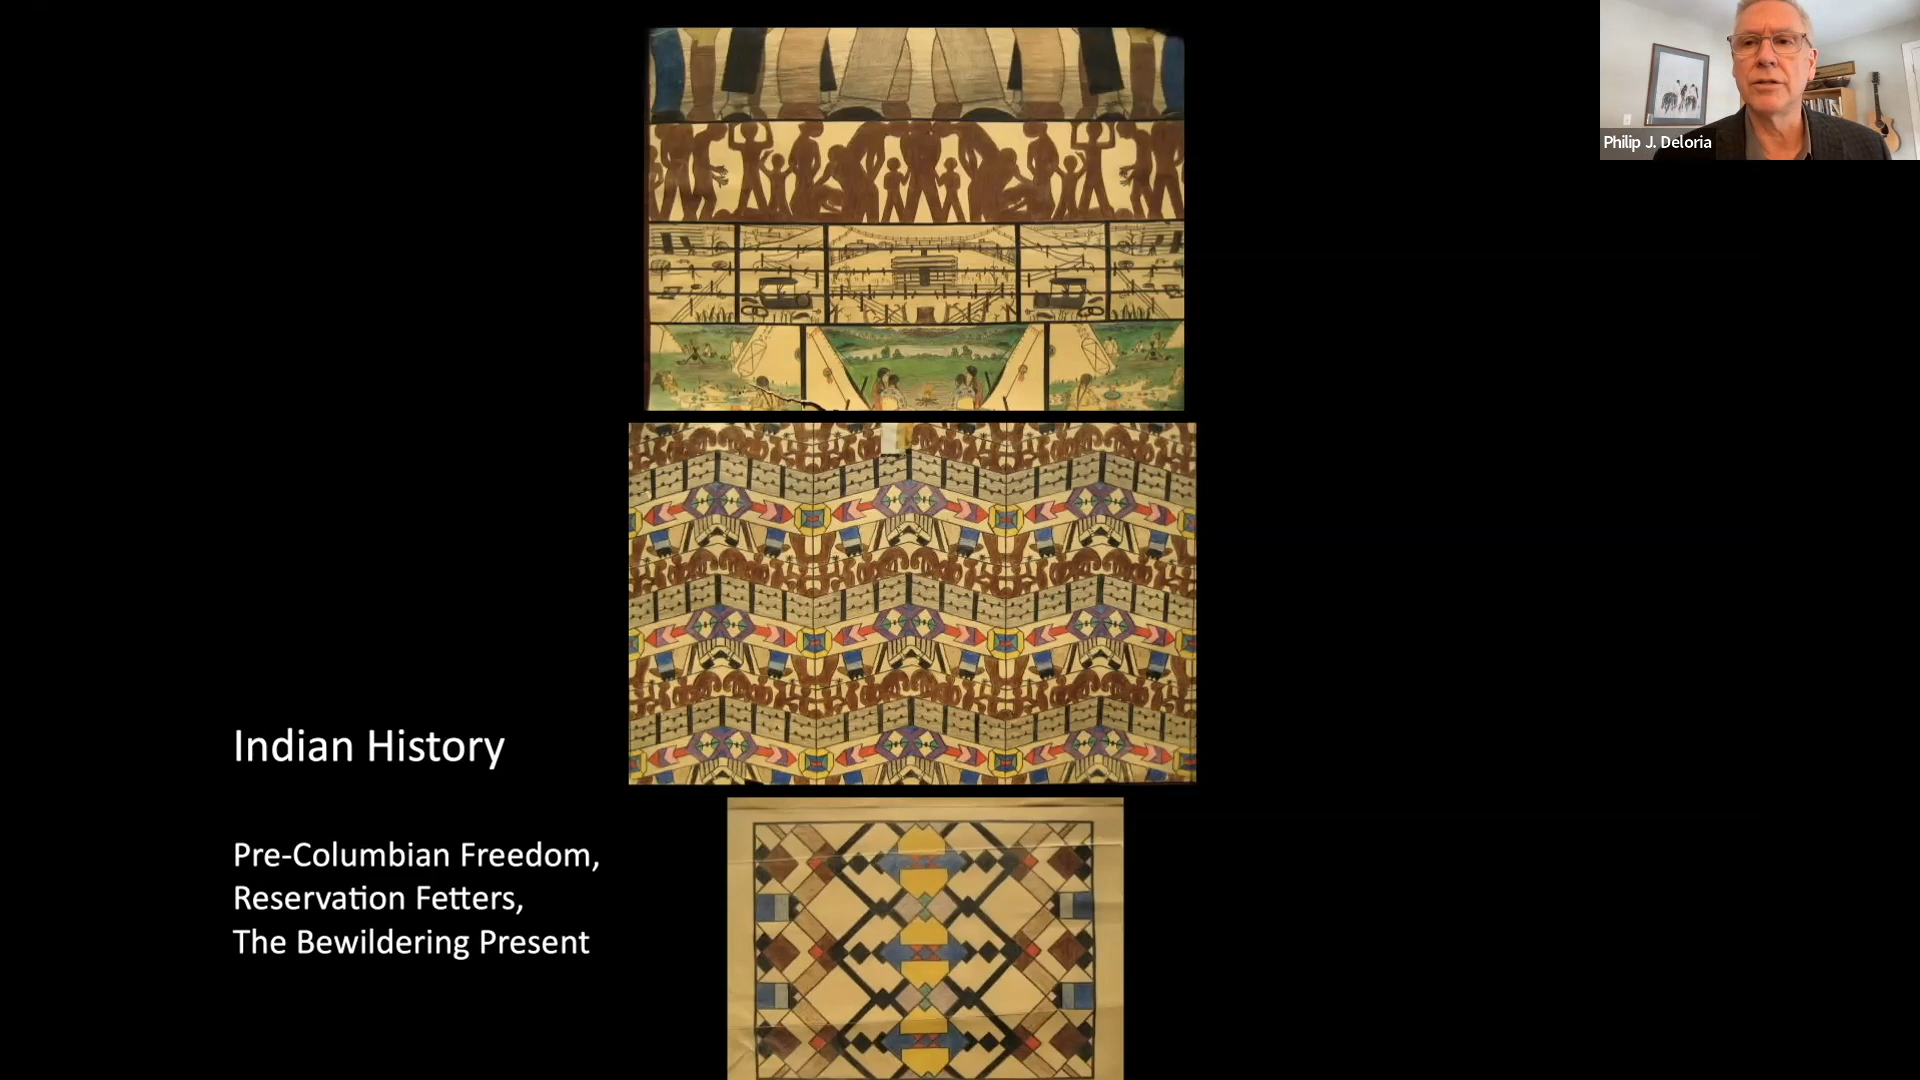 Philip J. Deloria
Indian History
Pre-Columbian Freedom,
Reservation Fetters,
The Bewildering Present